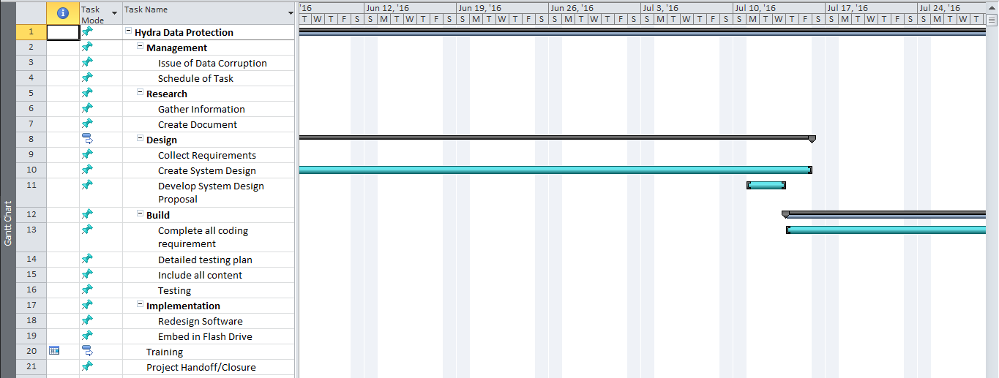 Task Mode
Task Name
'16 Jun 12, '16 Jun 19, '16 Jun 26, '16 Jul 3, '16 Jul 10, '16 Jul 17, '16 Jul 24, '16
T W T F S S M T W T F S S M T W T F S S M T W T F S S M T W T F S S M T W T F S S M T W T F S S M T W T
1 Hydra Data Protection
2 Management
3 Issue of Data Corruption
4 Schedule of Task
5 Research
6 Gather Information
7 Create Document
8 Design
9 Collect Requirements
10 Create System Design
11 Develop System Design
Proposal
12 Build
13 Complete all coding
requirement
14 Detailed testing plan
15 Include all content
16 Testing
17 Implementation
18 Redesign Software
19 Embed in Flash Drive
20 Training
21 Project Handoff/Closure
Gantt Chart